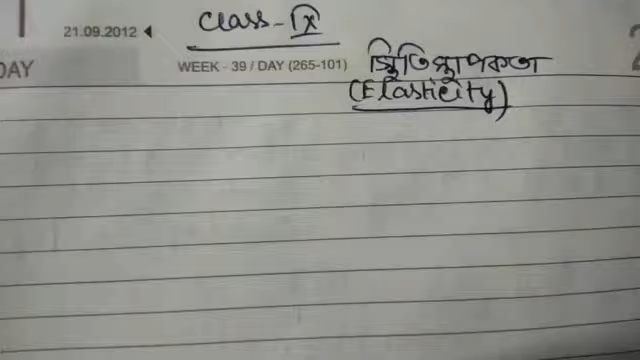 Class - IX
21.09.2012
DAY
WEEK - 39 / DAY (265-101)
স্থিতিস্থাপকতা
(Elasticity)